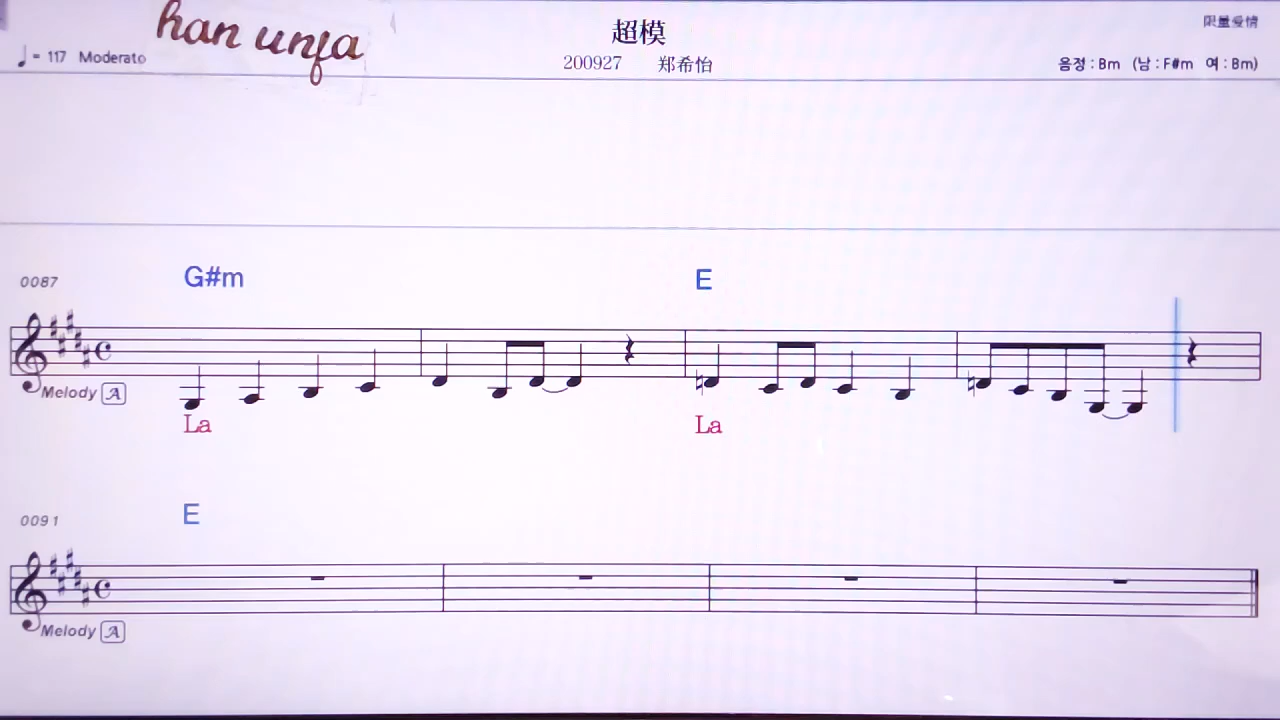 han unfa
超模
限量爱情
♩= 117 Moderato
200927 郑希怡
음정 : Bm (남 : F#m 여 : Bm)
0087
G#m E
Melody A
La La
0091
E
Melody A